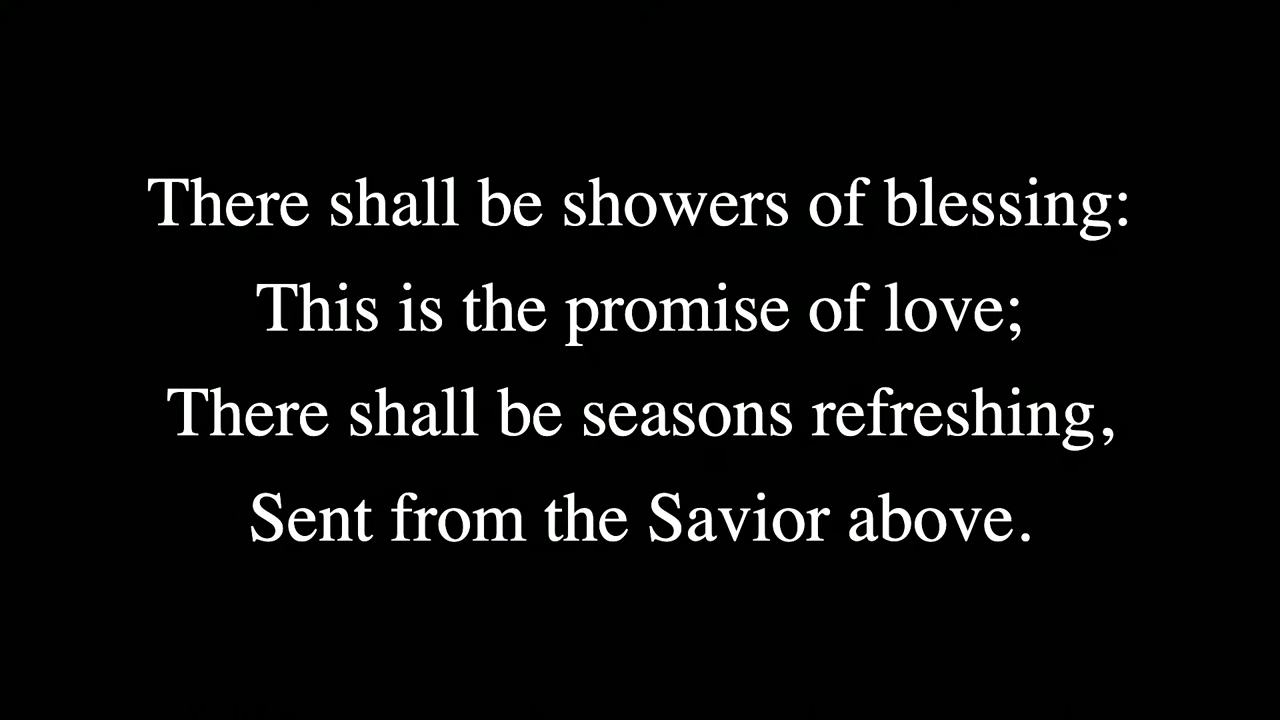 There shall be showers of blessing:
This is the promise of love;
There shall be seasons refreshing,
Sent from the Savior above.